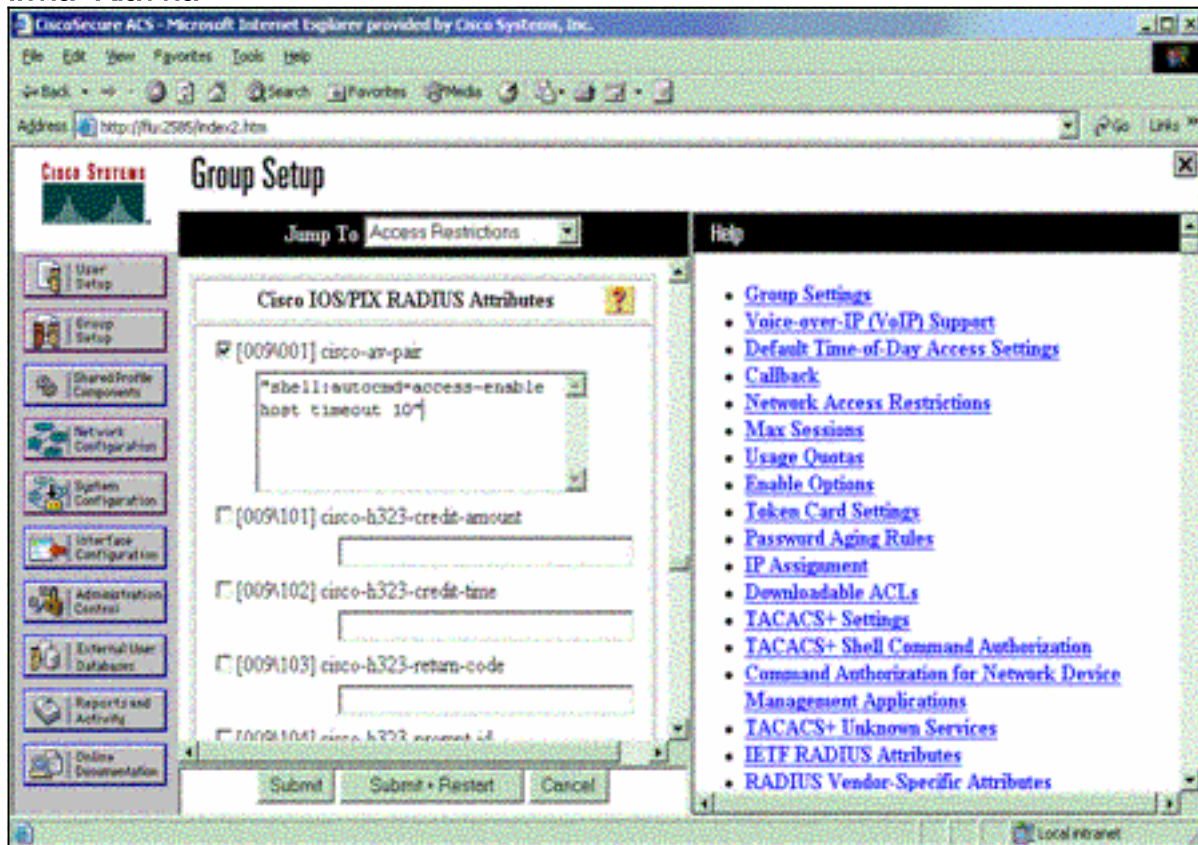 CiscoSecure ACS - Microsoft Internet Explorer provided by Cisco Systems, Inc.
File Edit View Favorites Tools Help
Back Search Favorites Media
Address http://flu:2585/index2.htm Go Links »
CISCO SYSTEMS
Group Setup
Jump To Access Restrictions
User Setup
Group Setup
Shared Profile Components
Network Configuration
System Configuration
Interface Configuration
Administration Control
External User Databases
Reports and Activity
Online Documentation
Cisco IOS/PIX RADIUS Attributes ?
[009\001] cisco-av-pair
"shell:autocmd=access-enable
host timeout 10"
[009\101] cisco-h323-credit-amount
[009\102] cisco-h323-credit-time
[009\103] cisco-h323-return-code
[009\104] cisco-h323-prompt-id
Submit Submit + Restart Cancel
Help
Group Settings
Voice-over-IP (VoIP) Support
Default Time-of-Day Access Settings
Callback
Network Access Restrictions
Max Sessions
Usage Quotas
Enable Options
Token Card Settings
Password Aging Rules
IP Assignment
Downloadable ACLs
TACACS+ Settings
TACACS+ Shell Command Authorization
Command Authorization for Network Device
Management Applications
TACACS+ Unknown Services
IETF RADIUS Attributes
RADIUS Vendor-Specific Attributes
Local intranet